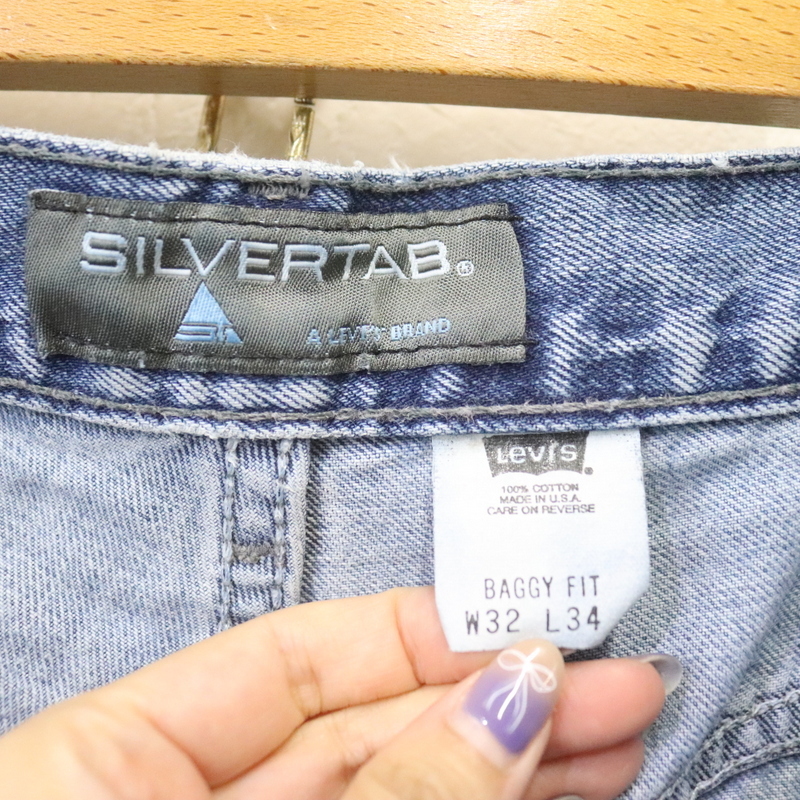 SILVERTAB®
A LEVI'S BRAND
Levi's®
100% COTTON
MADE IN U.S.A.
CARE ON REVERSE
BAGGY FIT
W32 L34